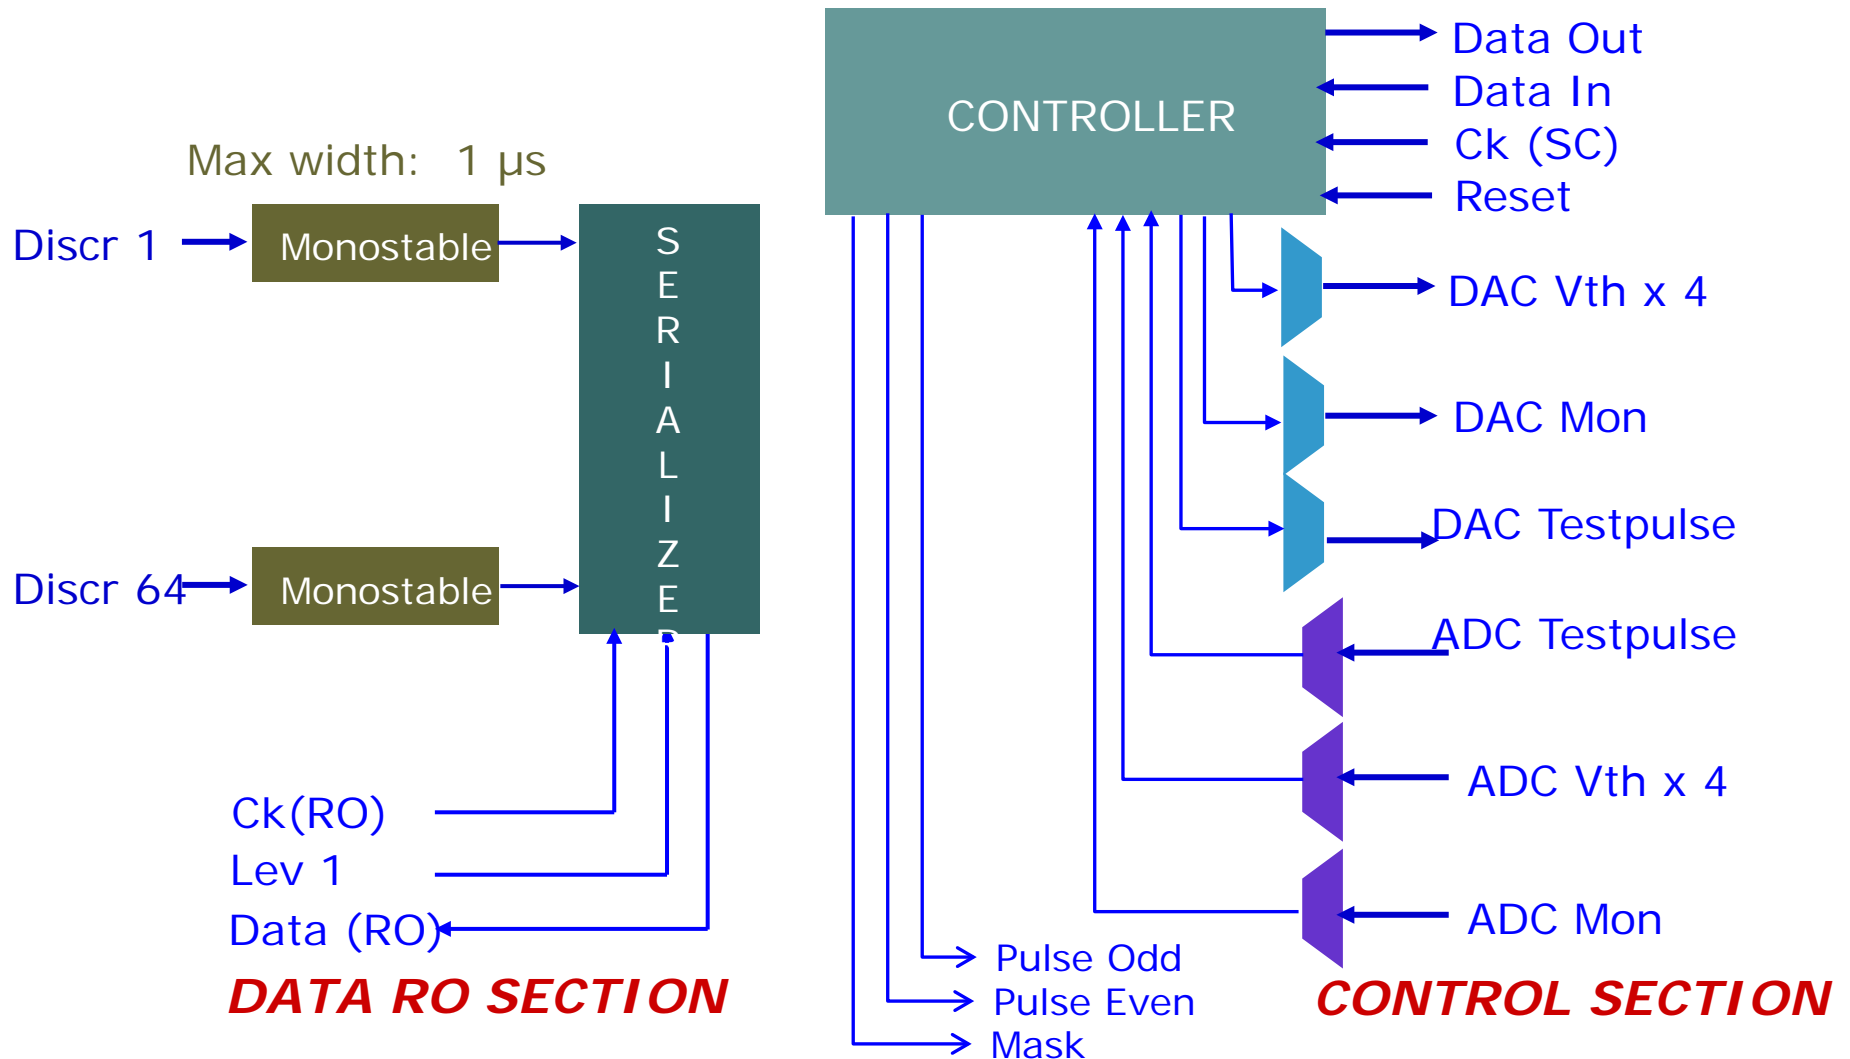 Max width: 1 µs
Discr 1
Monostable
Discr 64
Monostable
SERIALIZER
Ck(RO)
Lev 1
Data (RO)
DATA RO SECTION
CONTROLLER
Data Out
Data In
Ck (SC)
Reset
DAC Vth x 4
DAC Mon
DAC Testpulse
ADC Testpulse
ADC Vth x 4
ADC Mon
Pulse Odd
Pulse Even
Mask
CONTROL SECTION